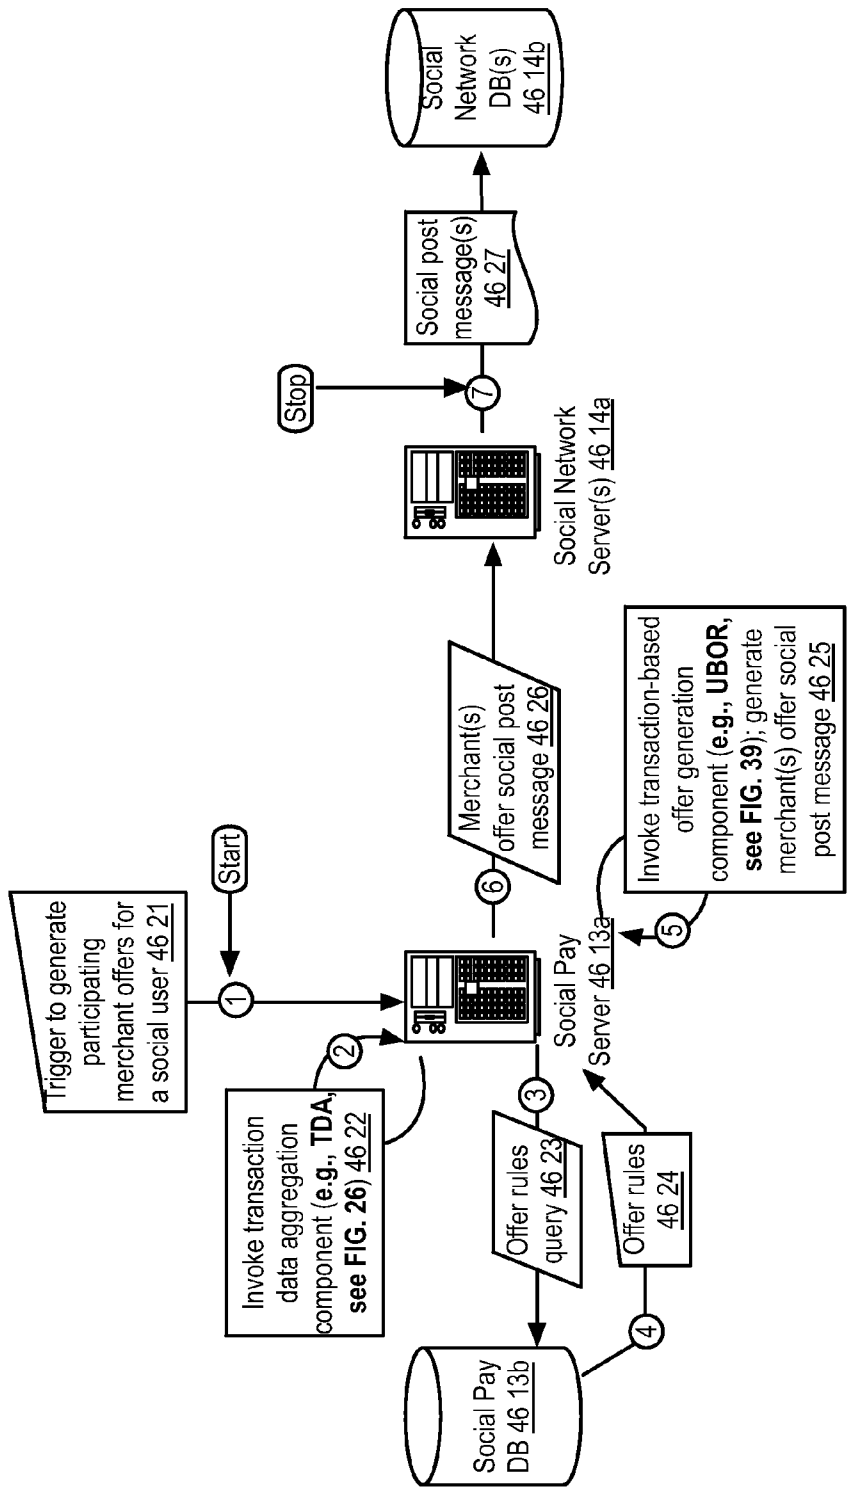 Trigger to generate
participating
merchant offers for
a social user 46 21
Start
1
Invoke transaction
data aggregation
component (e.g., TDA,
see FIG. 26) 46 22
2
Social Pay
Server 46 13a
3
Offer rules
query 46 23
Social Pay
DB 46 13b
4
Offer rules
46 24
5
Invoke transaction-based
offer generation
component (e.g., UBOR,
see FIG. 39); generate
merchant(s) offer social
post message 46 25
6
Merchant(s)
offer social post
message 46 26
Social Network
Server(s) 46 14a
Stop
7
Social post
message(s)
46 27
Social
Network
DB(s)
46 14b